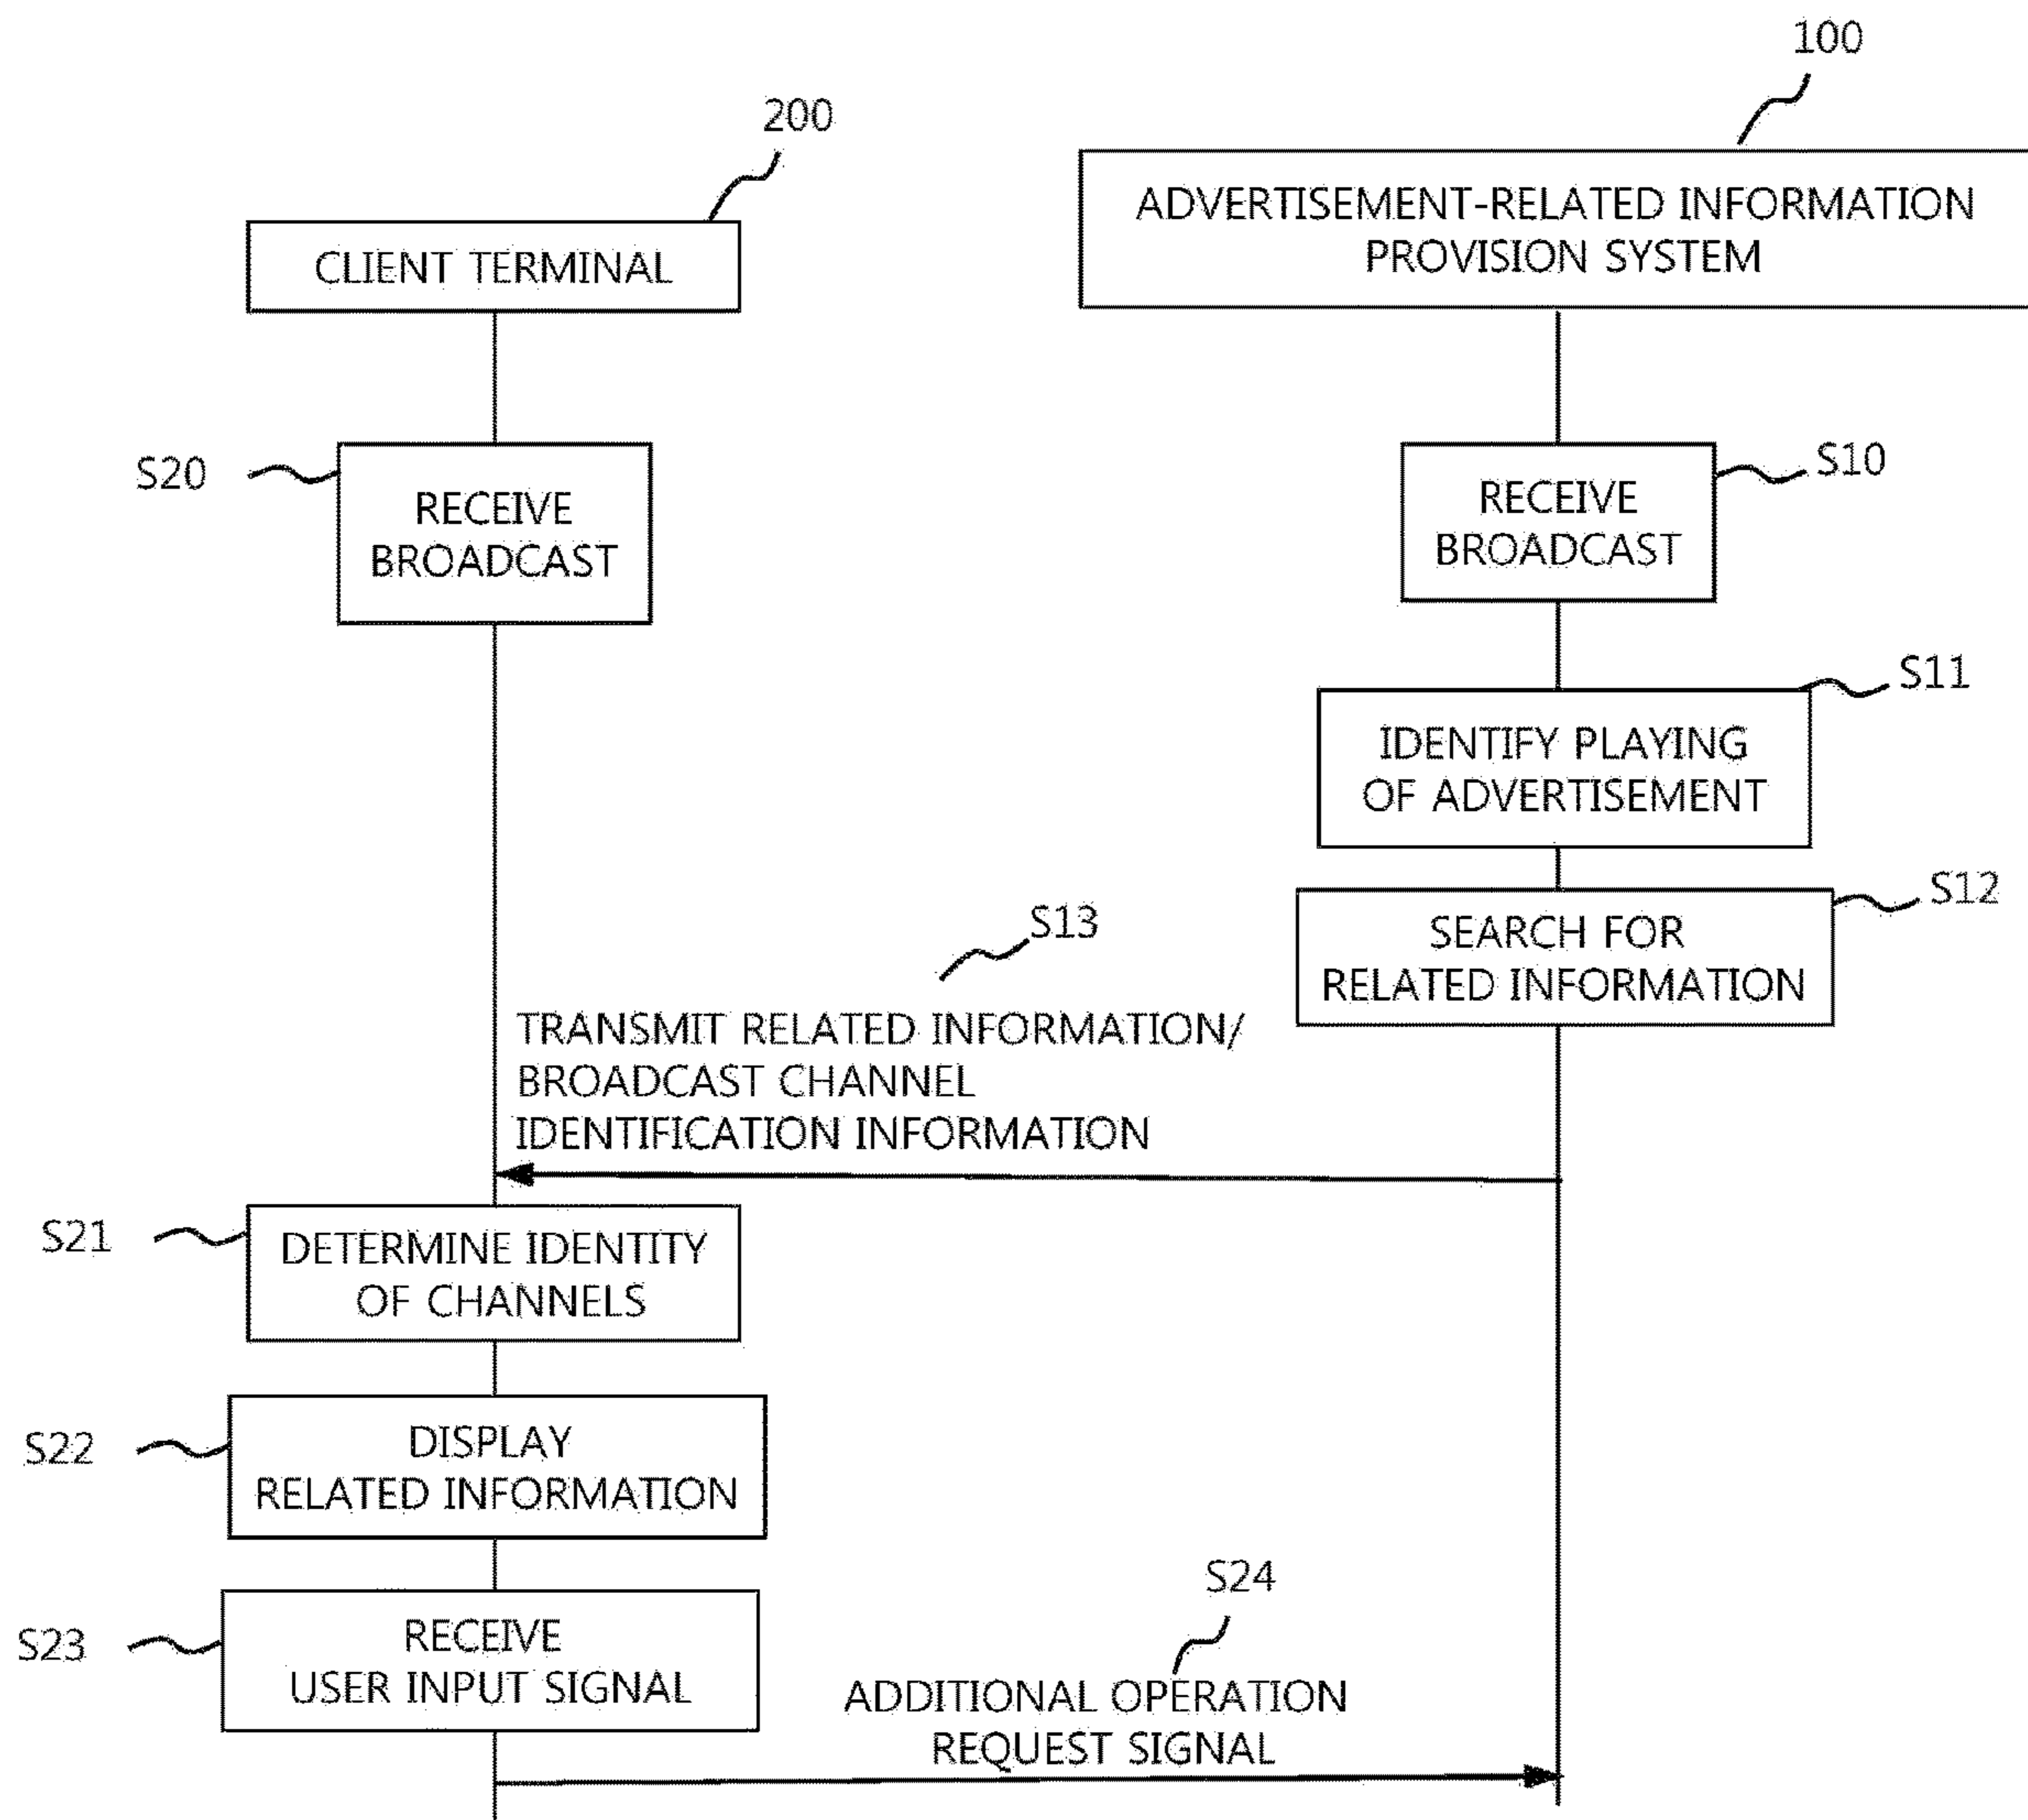 100
200
ADVERTISEMENT-RELATED INFORMATION
PROVISION SYSTEM
CLIENT TERMINAL
S20
RECEIVE
BROADCAST
S10
RECEIVE
BROADCAST
S11
IDENTIFY PLAYING
OF ADVERTISEMENT
S12
SEARCH FOR
RELATED INFORMATION
S13
TRANSMIT RELATED INFORMATION/
BROADCAST CHANNEL
IDENTIFICATION INFORMATION
S21
DETERMINE IDENTITY
OF CHANNELS
S22
DISPLAY
RELATED INFORMATION
S23
RECEIVE
USER INPUT SIGNAL
S24
ADDITIONAL OPERATION
REQUEST SIGNAL